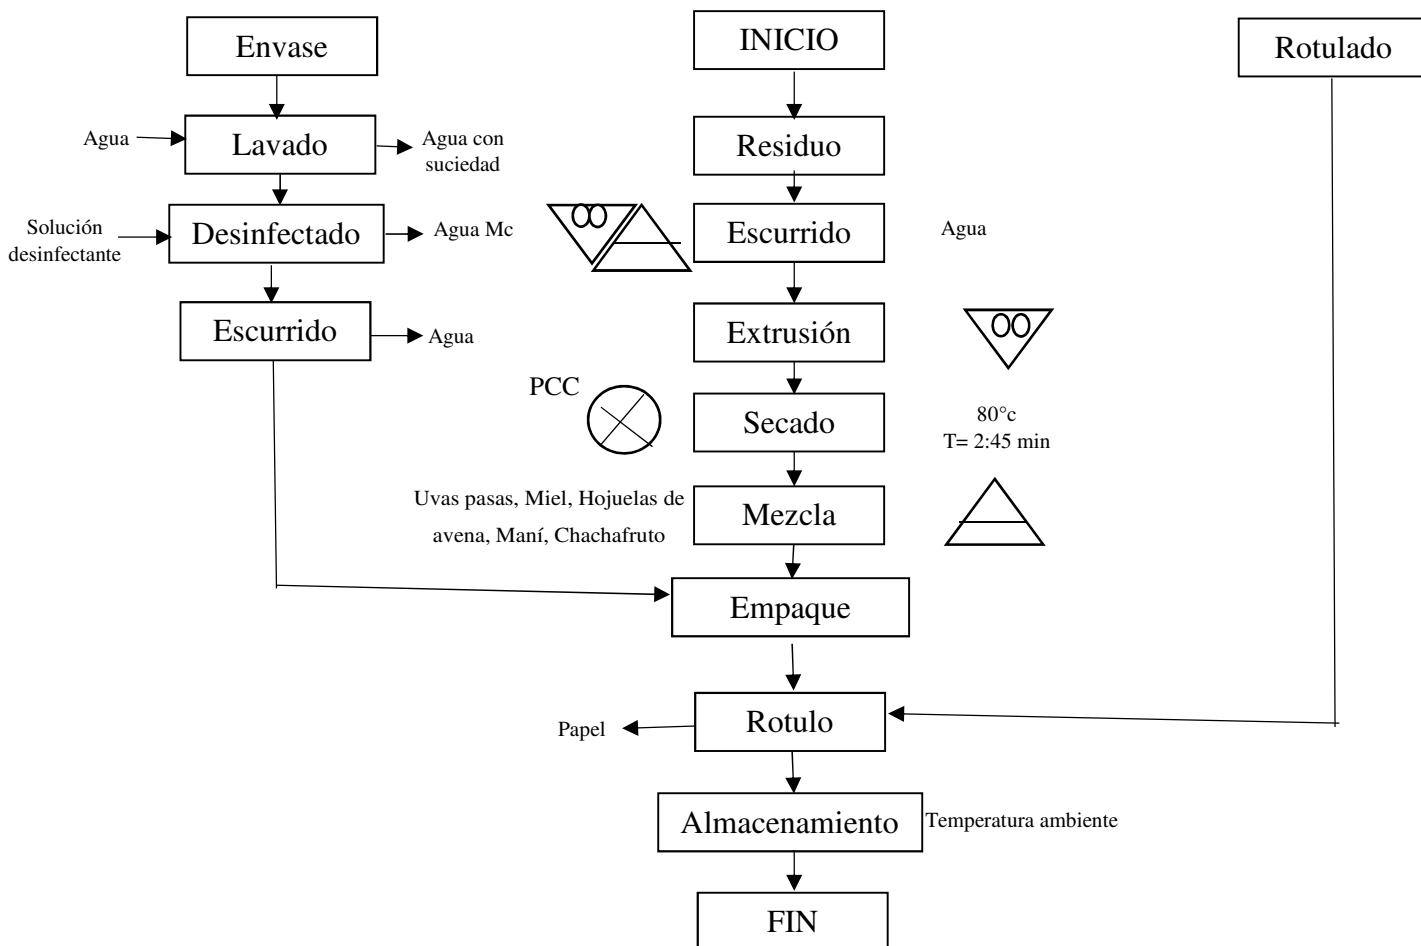 Envase
INICIO
Rotulado
Agua
Lavado
Agua con
suciedad
Residuo
Solución
desinfectante
Desinfectado
Agua Mc
Escurrido
Agua
Escurrido
Agua
Extrusión
PCC
Secado
80°c
T= 2:45 min
Uvas pasas, Miel, Hojuelas de
avena, Maní, Chachafruto
Mezcla
Empaque
Papel
Rotulo
Almacenamiento
Temperatura ambiente
FIN